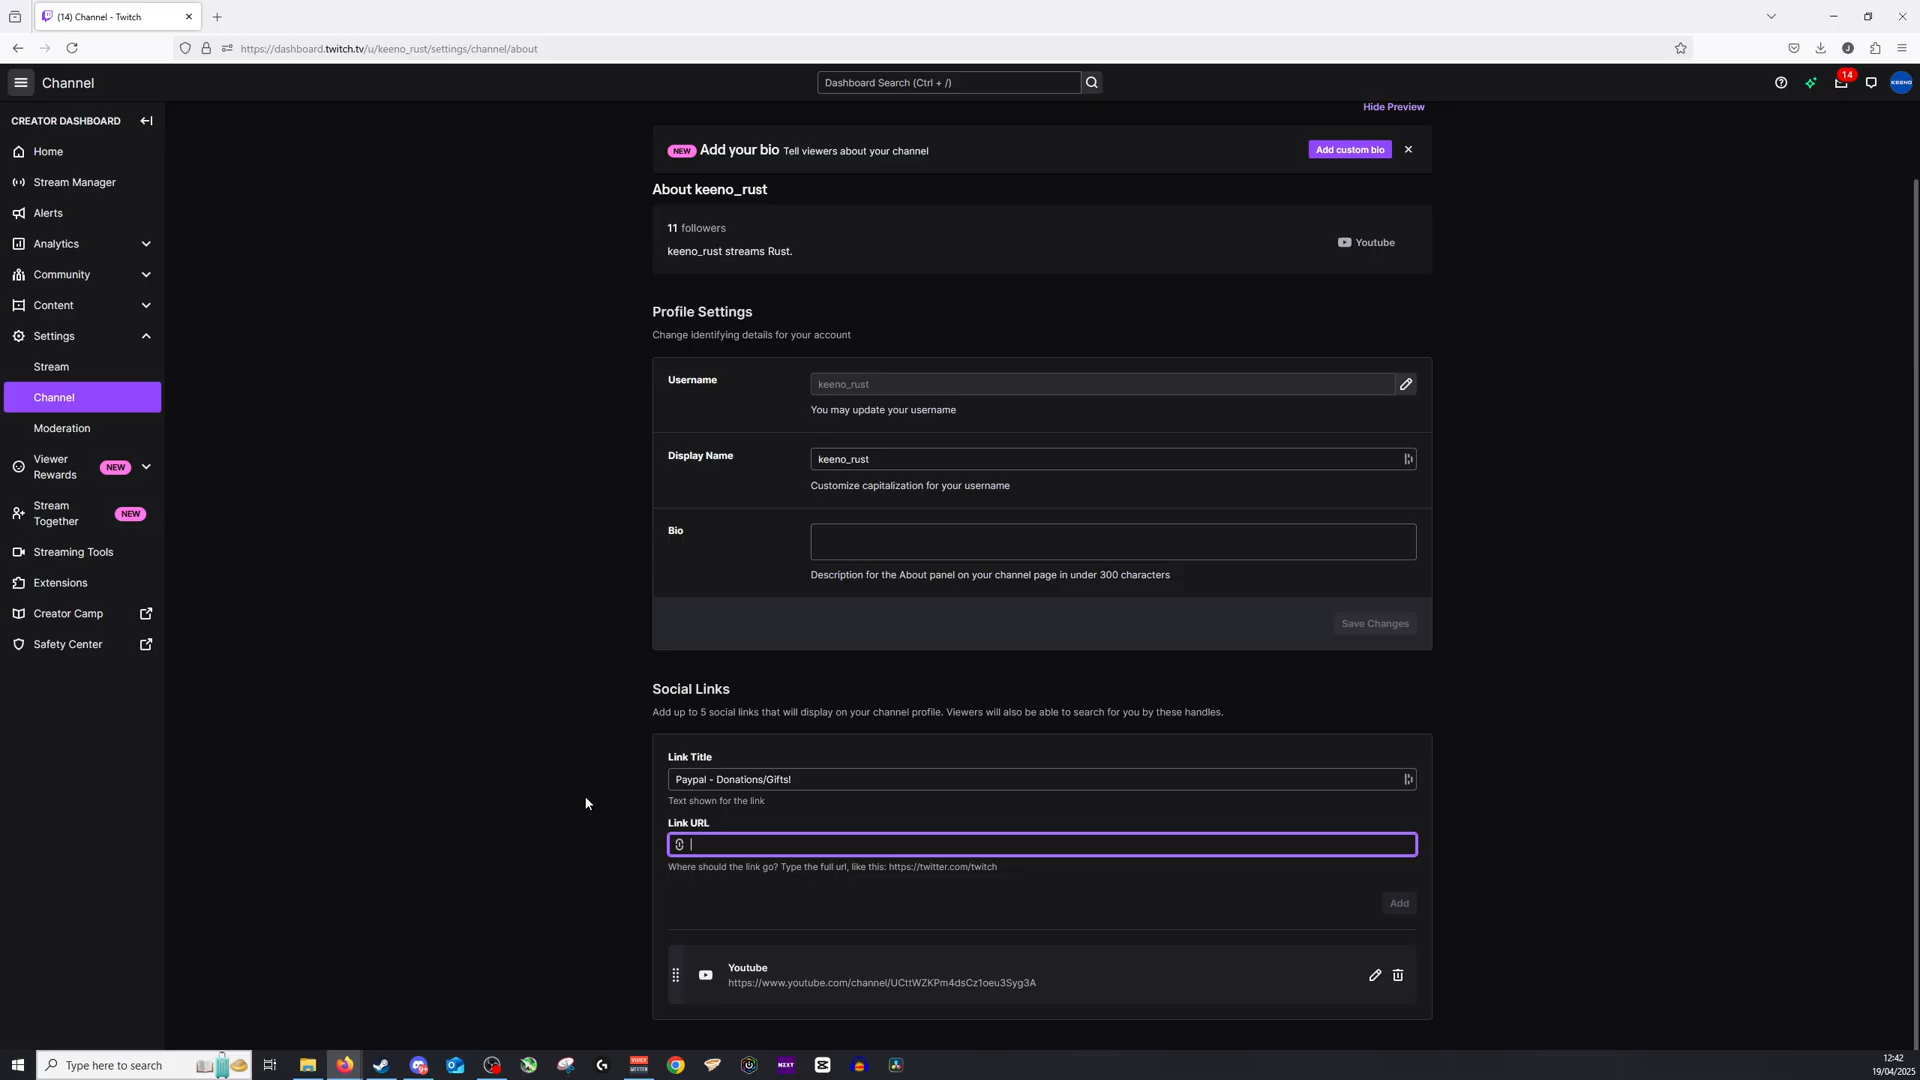 (14) Channel - Twitch
https://dashboard.twitch.tv/u/keeno_rust/settings/channel/about
J
Channel
Dashboard Search (Ctrl + /)
14
KEENO
CREATOR DASHBOARD
Home
Stream Manager
Alerts
Analytics
Community
Content
Settings
Stream
Channel
Moderation
Viewer
Rewards
NEW
Stream
Together
NEW
Streaming Tools
Extensions
Creator Camp
Safety Center
Hide Preview
NEW Add your bio Tell viewers about your channel
Add custom bio
About keeno_rust
11 followers
keeno_rust streams Rust.
Youtube
Profile Settings
Change identifying details for your account
Username
keeno_rust
You may update your username
Display Name
keeno_rust
Customize capitalization for your username
Bio
Description for the About panel on your channel page in under 300 characters
Save Changes
Social Links
Add up to 5 social links that will display on your channel profile. Viewers will also be able to search for you by these handles.
Link Title
Paypal - Donations/Gifts!
Text shown for the link
Link URL
Where should the link go? Type the full url, like this: https://twitter.com/twitch
Add
Youtube
https://www.youtube.com/channel/UCttWZKPm4dsCz1oeu3Syg3A
Type here to search
VOICE
MEETER
NZXT
12:42
19/04/2025